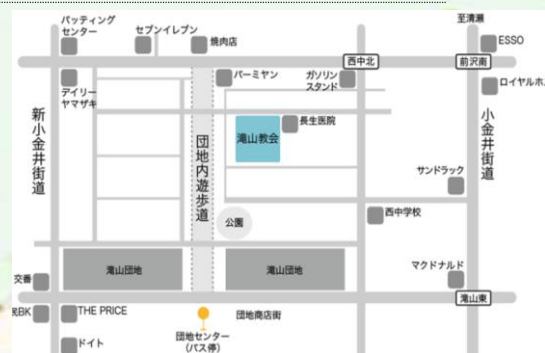 至清瀬
バッティング
センター
セブンイレブン
焼肉店
ESSO
西中北
前沢南
デイリー
ヤマザキ
バーミヤン
ガソリン
スタンド
ロイヤルホ
新小金井街道
団地内遊歩道
滝山教会
長生医院
小金井街道
サンドラック
公園
西中学校
滝山団地
滝山団地
マクドナルド
交番
滝山東
BK
THE PRICE
団地商店街
団地センター
(バス停)
ドイト